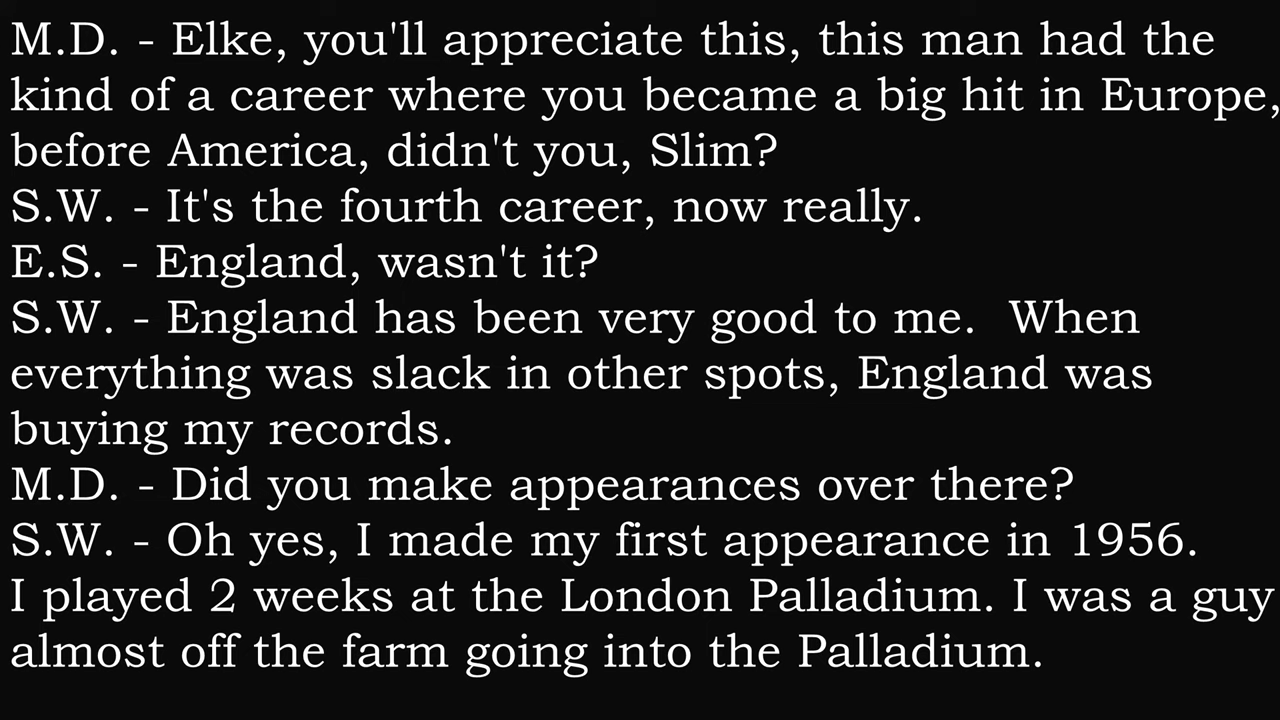 M.D. - Elke, you'll appreciate this, this man had the
kind of a career where you became a big hit in Europe,
before America, didn't you, Slim?
S.W. - It's the fourth career, now really.
E.S. - England, wasn't it?
S.W. - England has been very good to me.  When
everything was slack in other spots, England was
buying my records.
M.D. - Did you make appearances over there?
S.W. - Oh yes, I made my first appearance in 1956.
I played 2 weeks at the London Palladium. I was a guy
almost off the farm going into the Palladium.